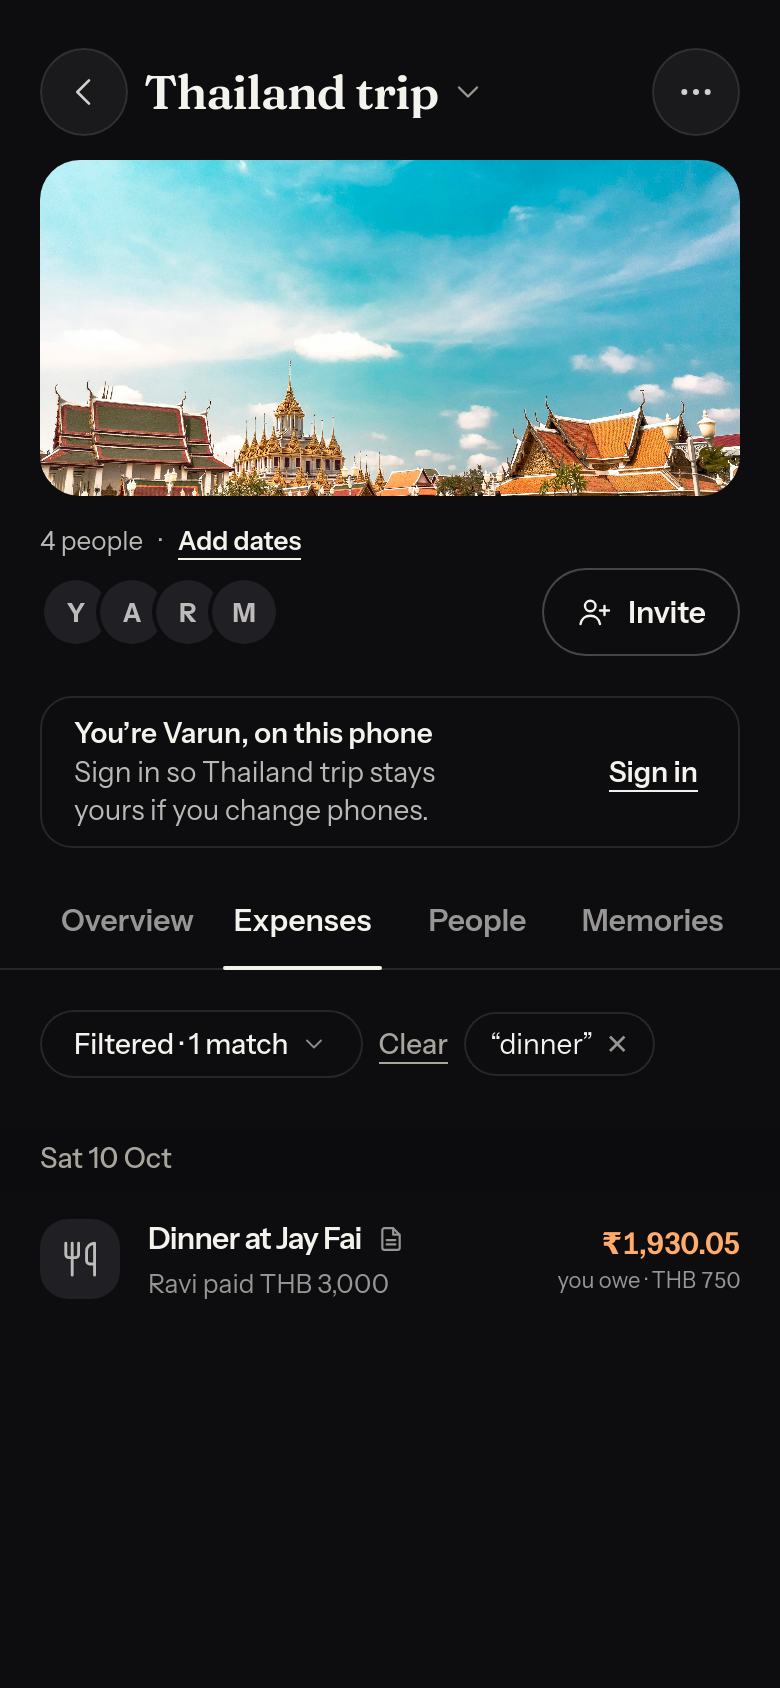 Thailand trip
4 people · Add dates
Y A R M
Invite
You’re Varun, on this phone
Sign in so Thailand trip stays
yours if you change phones.
Sign in
Overview Expenses People Memories
Filtered · 1 match Clear “dinner”
Sat 10 Oct
Dinner at Jay Fai
₹1,930.05
Ravi paid THB 3,000
you owe · THB 750